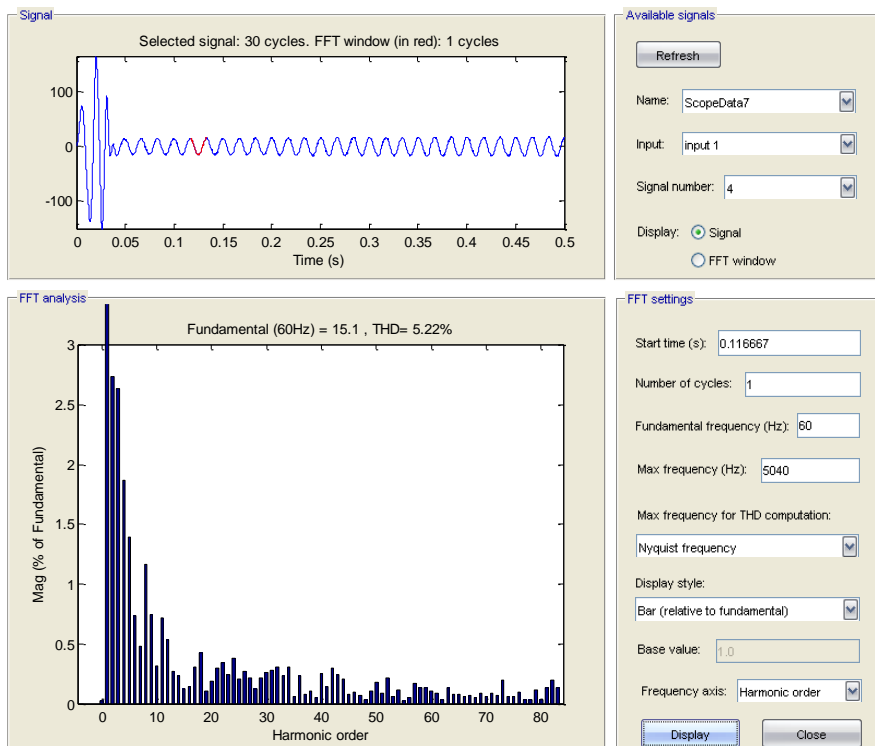 Signal
Selected signal: 30 cycles. FFT window (in red): 1 cycles
100
0
-100
0 0.05 0.1 0.15 0.2 0.25 0.3 0.35 0.4 0.45 0.5
Time (s)
Available signals
Refresh
Name: ScopeData7
Input: input 1
Signal number: 4
Display: Signal
FFT window
FFT analysis
Fundamental (60Hz) = 15.1 , THD= 5.22%
3
2.5
2
1.5
1
0.5
0
Mag (% of Fundamental)
0 10 20 30 40 50 60 70 80
Harmonic order
FFT settings
Start time (s): 0.116667
Number of cycles: 1
Fundamental frequency (Hz): 60
Max frequency (Hz): 5040
Max frequency for THD computation:
Nyquist frequency
Display style:
Bar (relative to fundamental)
Base value: 1.0
Frequency axis: Harmonic order
Display Close